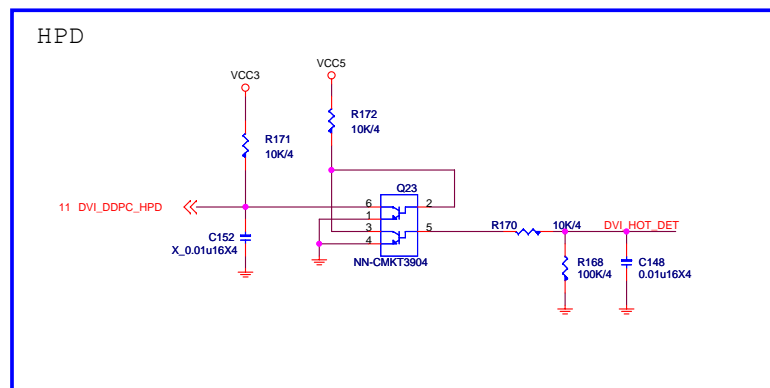 HPD
VCC3
VCC5
R172
10K/4
R171
10K/4
Q23
11 DVI_DDPC_HPD
6
2
1
3
5
4
R170
10K/4
DVI_HOT_DET
C152
X_0.01u16X4
NN-CMKT3904
R168
100K/4
C148
0.01u16X4